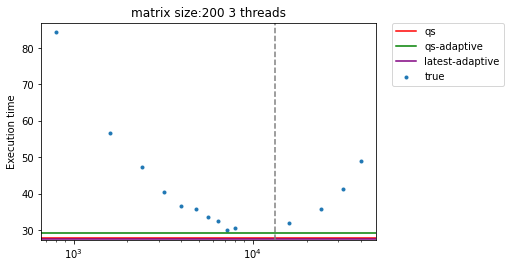 matrix size:200 3 threads
Execution time
80
70
60
50
40
30
10³
10⁴
qs
qs-adaptive
latest-adaptive
true